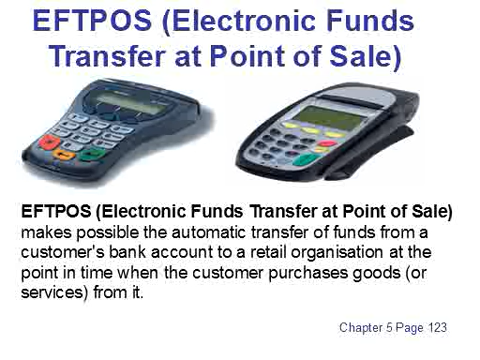 EFTPOS (Electronic Funds
Transfer at Point of Sale)
EFTPOS (Electronic Funds Transfer at Point of Sale)
makes possible the automatic transfer of funds from a
customer's bank account to a retail organisation at the
point in time when the customer purchases goods (or
services) from it.
Chapter 5 Page 123